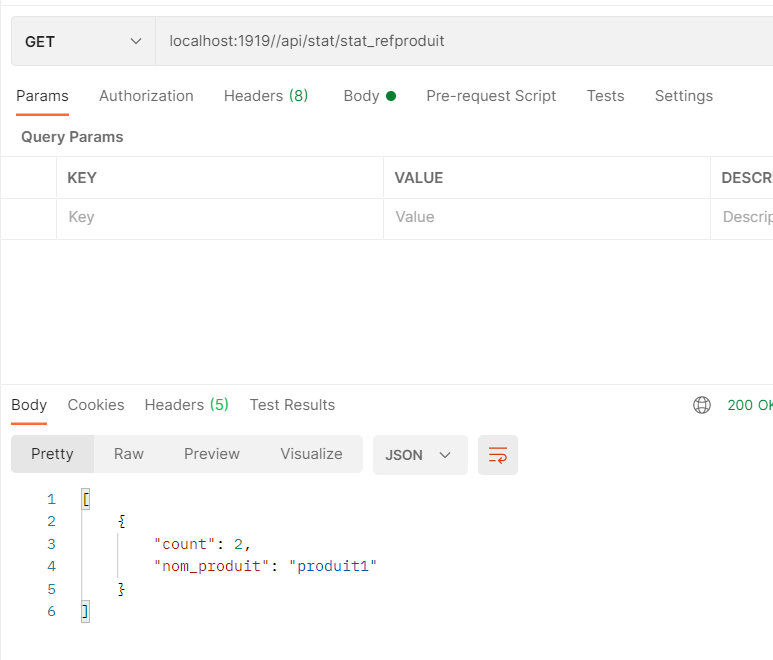 GET localhost:1919//api/stat/stat_refproduit
Params Authorization Headers (8) Body Pre-request Script Tests Settings
Query Params
KEY VALUE DESCR
Key Value Descrip
Body Cookies Headers (5) Test Results 200 OK
Pretty Raw Preview Visualize JSON
1 [
2 {
3 "count": 2,
4 "nom_produit": "produit1"
5 }
6 ]